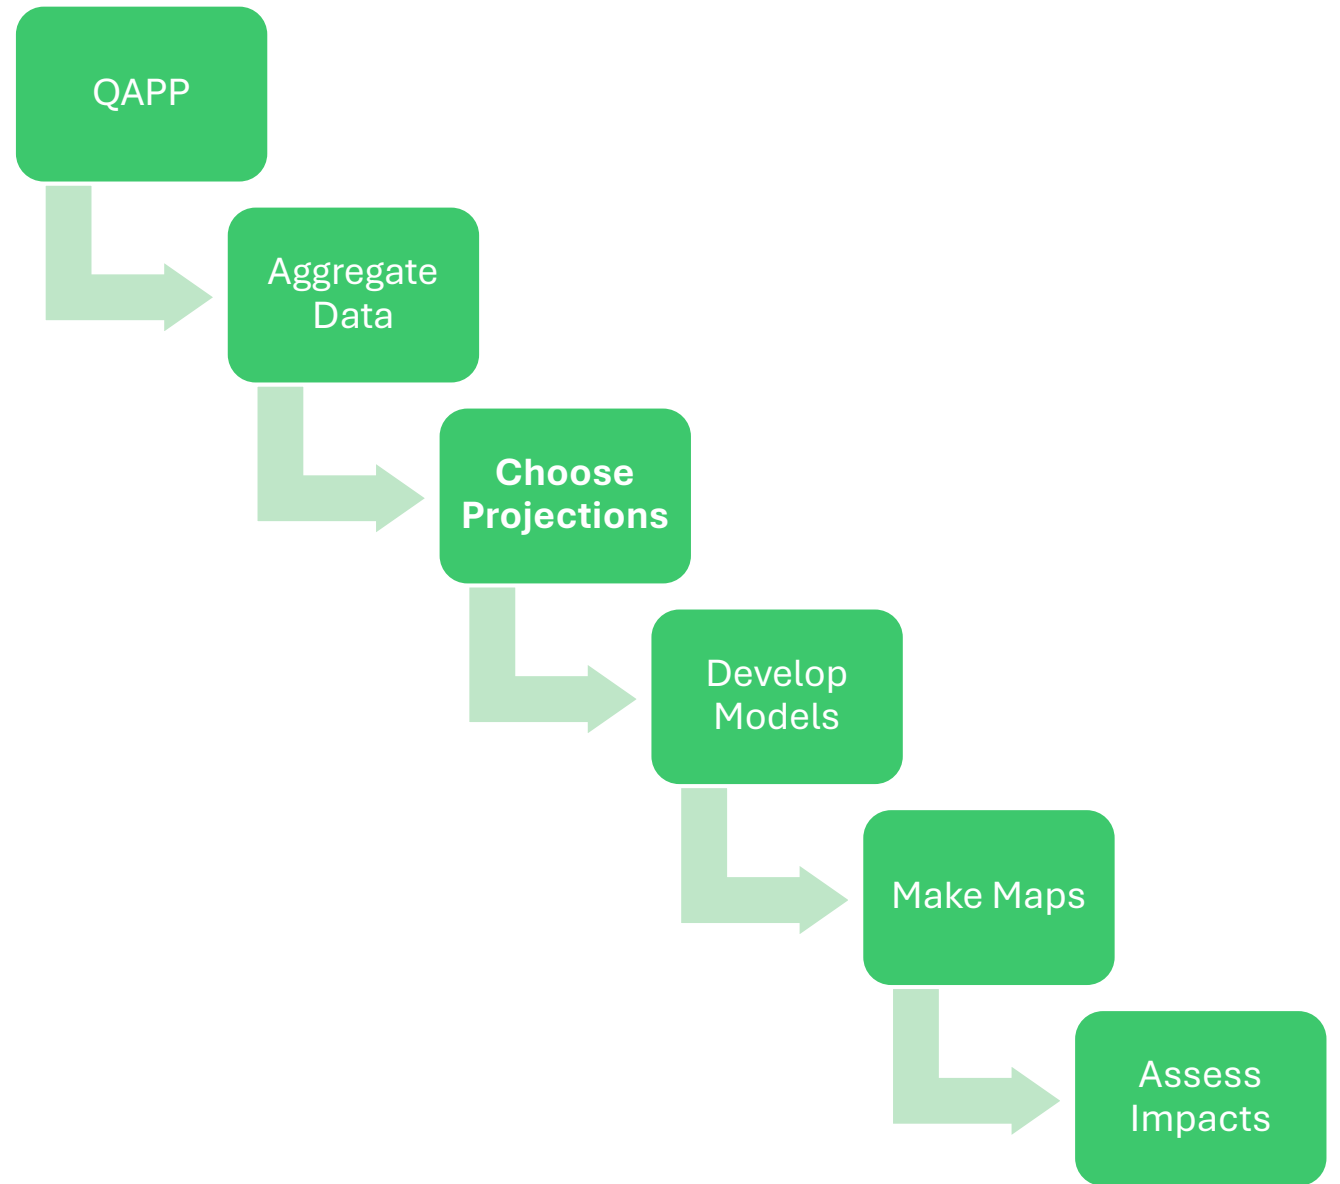 QAPP
Aggregate
Data
Choose
Projections
Develop
Models
Make Maps
Assess
Impacts